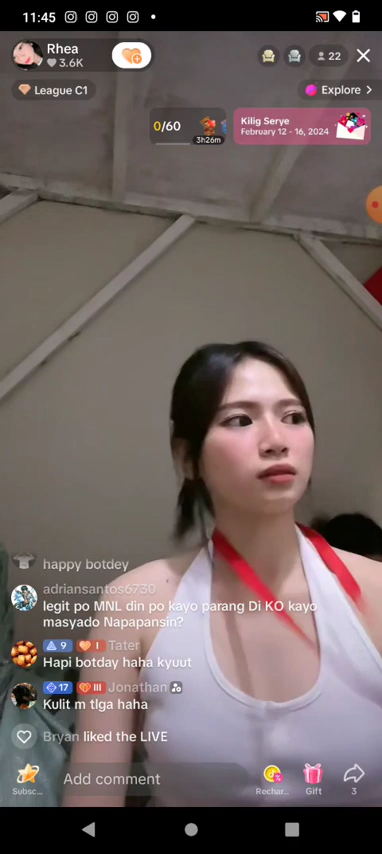 11:45
Rhea
3.6K
22
League C1
Explore >
0/60
3h26m
Kilig Serye
February 12 - 16, 2024
happy botdey
adriansantos6730
legit po MNL din po kayo parang Di KO kayo
masyado Napapansin?
9 I Tater
Hapi botday haha kyuut
17 III Jonathan
Kulit m tlga haha
Bryan liked the LIVE
Add comment
Subsc...
Rechar...
Gift
3